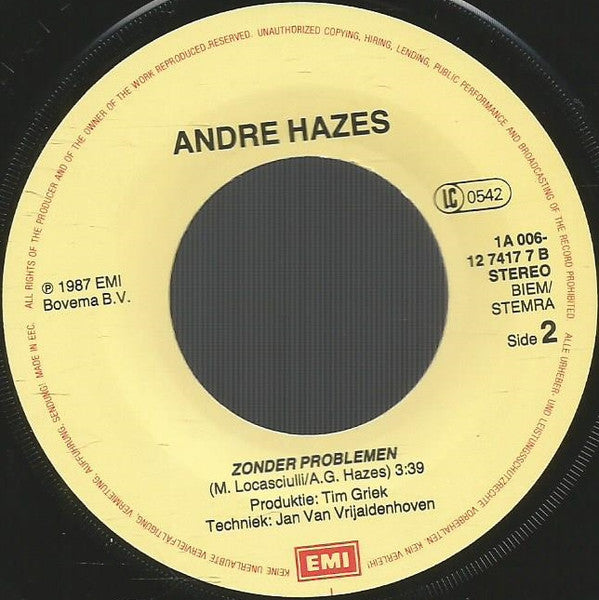 ALL RIGHTS OF THE PRODUCER AND OF THE OWNER OF THE WORK REPRODUCED RESERVED. UNAUTHORIZED COPYING, HIRING, LENDING, PUBLIC PERFORMANCE AND BROADCASTING OF THE RECORD PROHIBITED.
ALLE URHEBER- UND LEISTUNGSSCHUTZRECHTE VORBEHALTEN. KEIN VERLEIH! KEINE UNERLAUBTE VERVIELFÄLTIGUNG, VERMIETUNG, AUFFÜHRUNG, SENDUNG! MADE IN EEC.
ANDRE HAZES
LC 0542
1A 006-
12 7417 7 B
STEREO
BIEM/
STEMRA
Side 2
℗ 1987 EMI
Bovema B.V.
ZONDER PROBLEMEN
(M. Locasciulli/A.G. Hazes) 3:39
Produktie: Tim Griek
Techniek: Jan Van Vrijaldenhoven
EMI